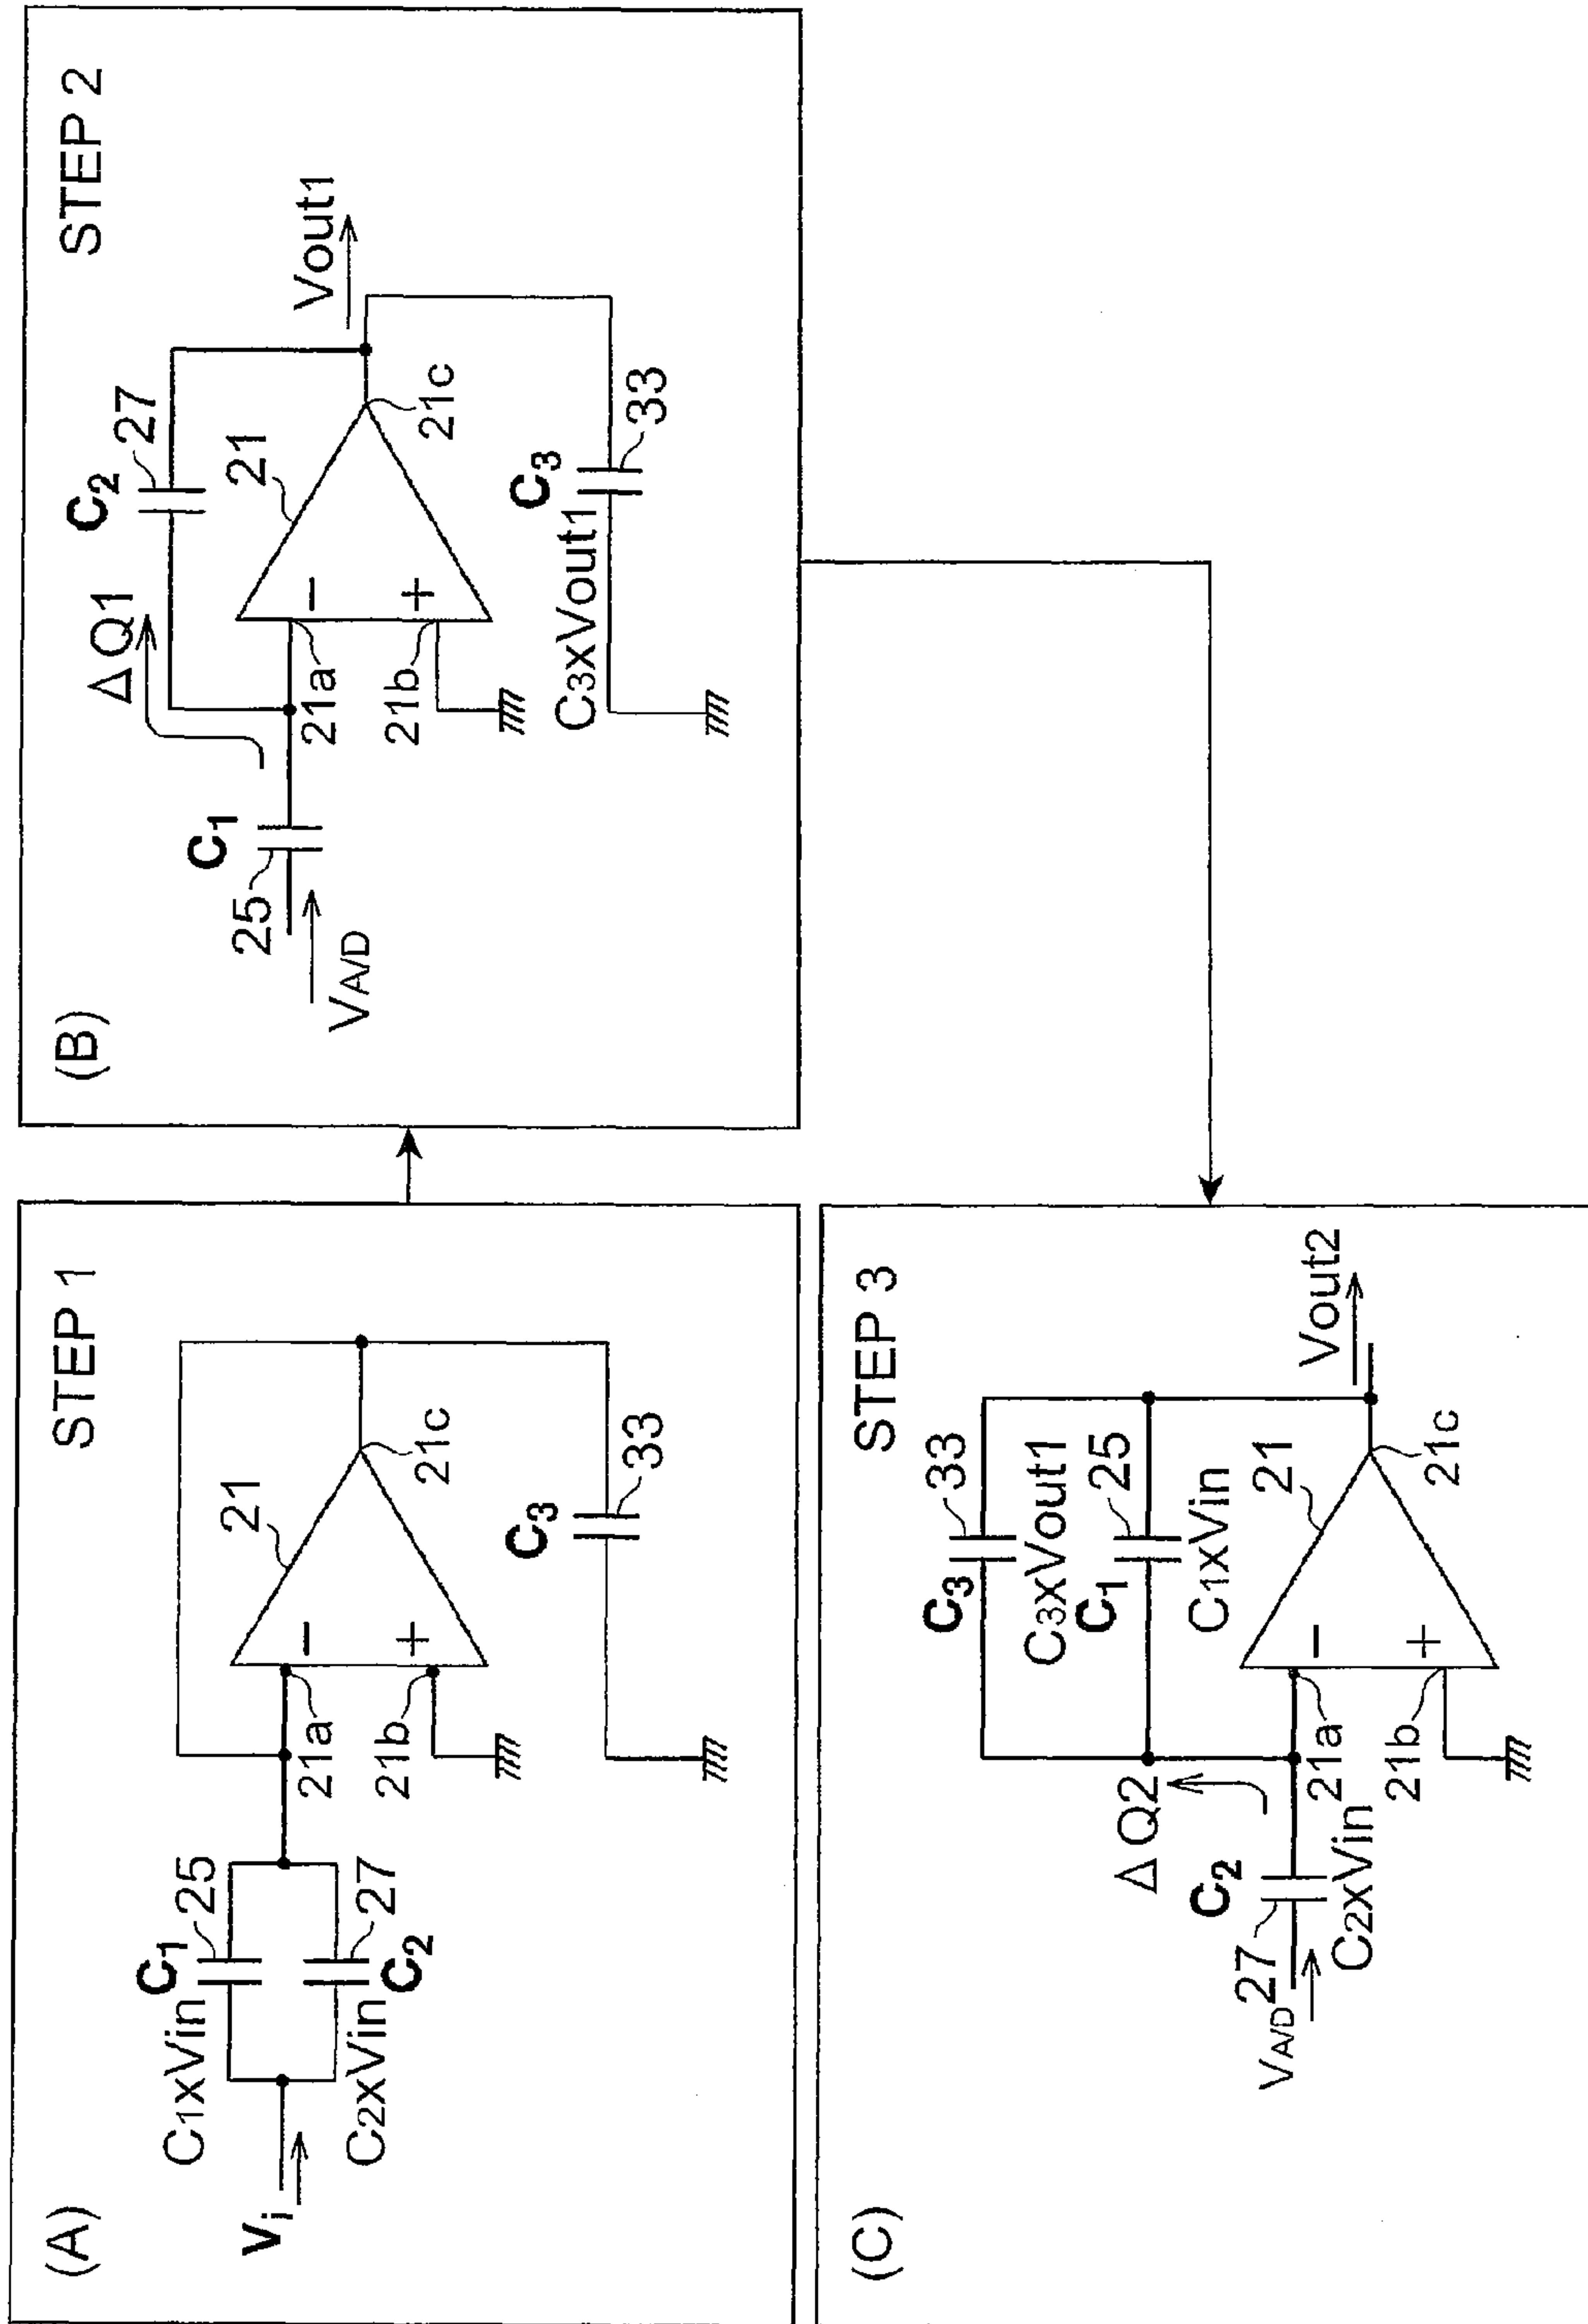 (A)
STEP 1
Vi
C1xVin
C1
25
C2xVin
C2
27
21a
21b
21
21c
C3
33
(B)
STEP 2
VA/D
25
C1
ΔQ1
C2
27
21
21a
21b
21c
Vout1
C3xVout1
C3
33
(C)
STEP 3
VA/D
27
C2
C2xVin
ΔQ2
C3
33
C3xVout1
C1
25
C1xVin
21
21a
21b
21c
Vout2
−
+
−
+
−
+